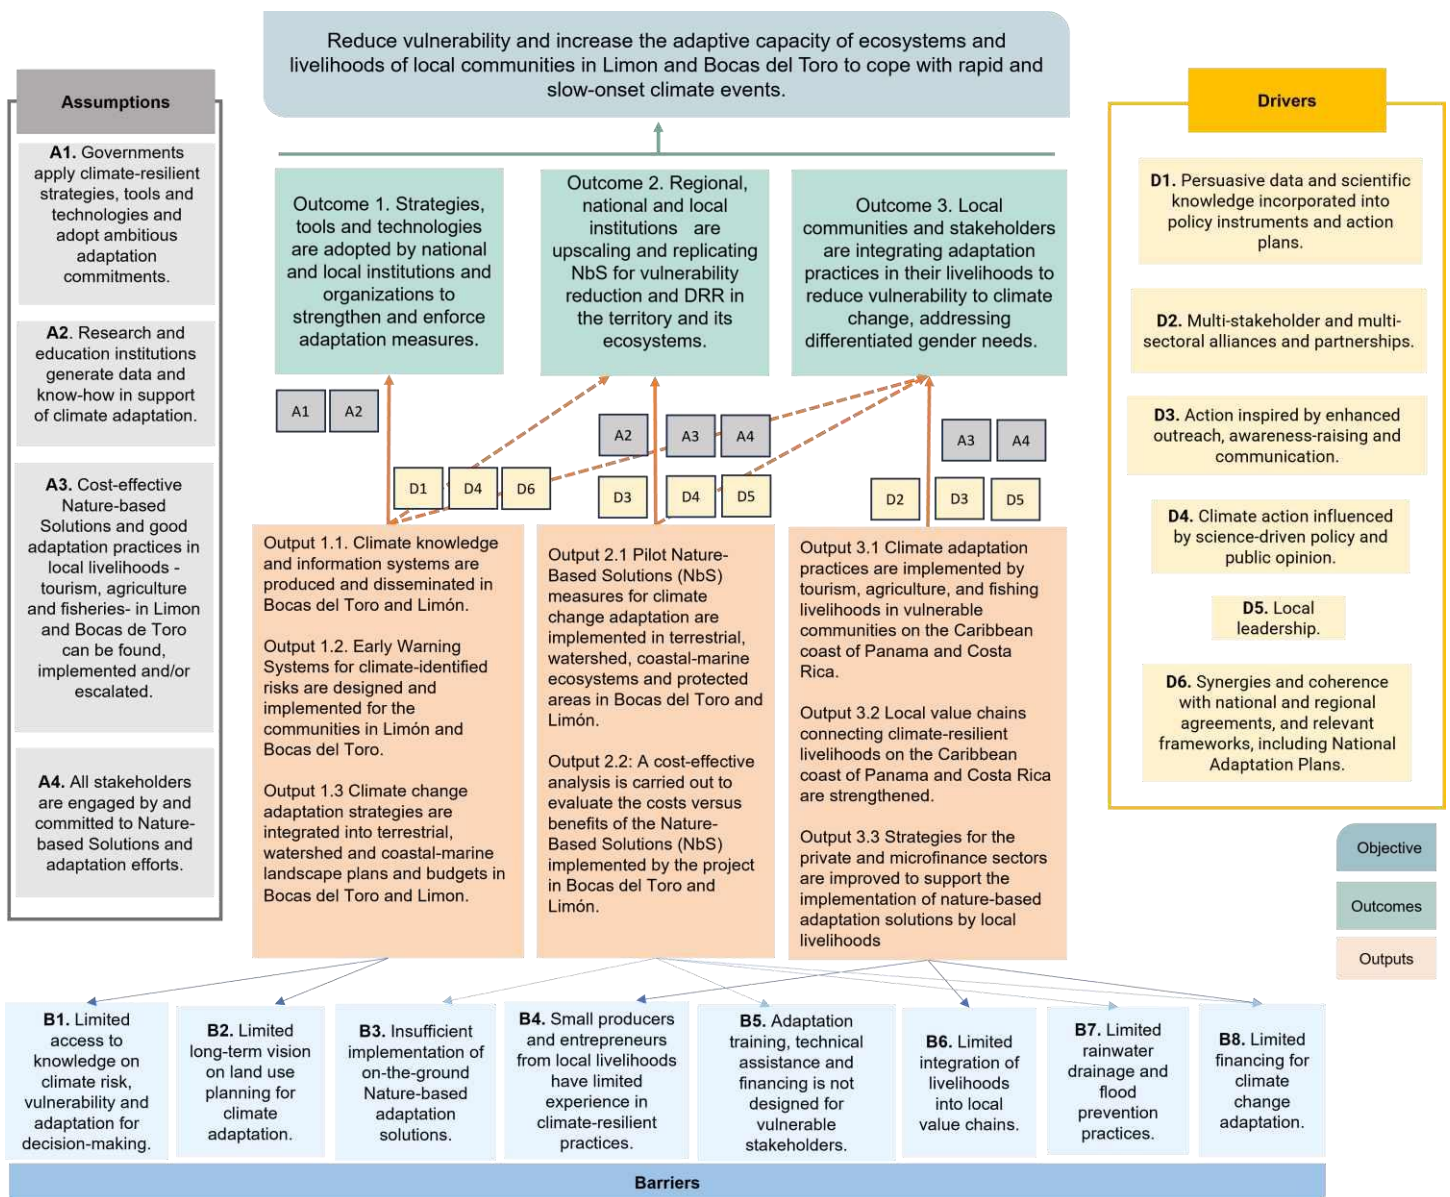 Reduce vulnerability and increase the adaptive capacity of ecosystems and
livelihoods of local communities in Limon and Bocas del Toro to cope with rapid and
slow-onset climate events.
Assumptions
A1. Governments
apply climate-resilient
strategies, tools and
technologies and
adopt ambitious
adaptation
commitments.
A2. Research and
education institutions
generate data and
know-how in support
of climate adaptation.
A3. Cost-effective
Nature-based
Solutions and good
adaptation practices in
local livelihoods -
tourism, agriculture
and fisheries- in Limon
and Bocas de Toro
can be found,
implemented and/or
escalated.
A4. All stakeholders
are engaged by and
committed to Nature-
based Solutions and
adaptation efforts.
Outcome 1. Strategies,
tools and technologies
are adopted by national
and local institutions and
organizations to
strengthen and enforce
adaptation measures.
Outcome 2. Regional,
national and local
institutions are
upscaling and replicating
NbS for vulnerability
reduction and DRR in
the territory and its
ecosystems.
Outcome 3. Local
communities and stakeholders
are integrating adaptation
practices in their livelihoods to
reduce vulnerability to climate
change, addressing
differentiated gender needs.
A1 A2
A2 A3 A4
A3 A4
D1 D4 D6
D3 D4 D5
D2 D3 D5
Output 1.1. Climate knowledge
and information systems are
produced and disseminated in
Bocas del Toro and Limón.
Output 1.2. Early Warning
Systems for climate-identified
risks are designed and
implemented for the
communities in Limón and
Bocas del Toro.
Output 1.3 Climate change
adaptation strategies are
integrated into terrestrial,
watershed and coastal-marine
landscape plans and budgets in
Bocas del Toro and Limon.
Output 2.1 Pilot Nature-
Based Solutions (NbS)
measures for climate
change adaptation are
implemented in terrestrial,
watershed, coastal-marine
ecosystems and protected
areas in Bocas del Toro and
Limón.
Output 2.2: A cost-effective
analysis is carried out to
evaluate the costs versus
benefits of the Nature-
Based Solutions (NbS)
implemented by the project
in Bocas del Toro and
Limón.
Output 3.1 Climate adaptation
practices are implemented by
tourism, agriculture, and fishing
livelihoods in vulnerable
communities on the Caribbean
coast of Panama and Costa
Rica.
Output 3.2 Local value chains
connecting climate-resilient
livelihoods on the Caribbean
coast of Panama and Costa Rica
are strengthened.
Output 3.3 Strategies for the
private and microfinance sectors
are improved to support the
implementation of nature-based
adaptation solutions by local
livelihoods
Drivers
D1. Persuasive data and scientific
knowledge incorporated into
policy instruments and action
plans.
D2. Multi-stakeholder and multi-
sectoral alliances and partnerships.
D3. Action inspired by enhanced
outreach, awareness-raising and
communication.
D4. Climate action influenced
by science-driven policy and
public opinion.
D5. Local
leadership.
D6. Synergies and coherence
with national and regional
agreements, and relevant
frameworks, including National
Adaptation Plans.
Objective
Outcomes
Outputs
B1. Limited
access to
knowledge on
climate risk,
vulnerability and
adaptation for
decision-making.
B2. Limited
long-term vision
on land use
planning for
climate
adaptation.
B3. Insufficient
implementation of
on-the-ground
Nature-based
adaptation
solutions.
B4. Small producers
and entrepreneurs
from local livelihoods
have limited
experience in
climate-resilient
practices.
B5. Adaptation
training, technical
assistance and
financing is not
designed for
vulnerable
stakeholders.
B6. Limited
integration of
livelihoods
into local
value chains.
B7. Limited
rainwater
drainage and
flood
prevention
practices.
B8. Limited
financing for
climate
change
adaptation.
Barriers